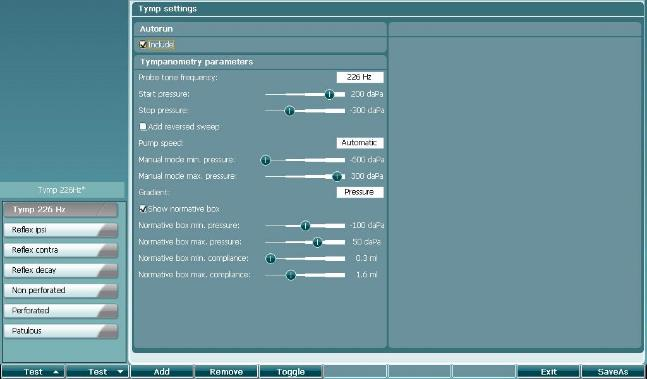 Tymp settings
Autorun
Include
Tympanometry parameters
Probe tone frequency: 226 Hz
Start pressure: 200 daPa
Stop pressure: -300 daPa
Add reversed sweep
Pump speed: Automatic
Manual mode min. pressure: -600 daPa
Manual mode max. pressure: 300 daPa
Gradient: Pressure
Show normative box
Normative box min. pressure: -100 daPa
Normative box max. pressure: 50 daPa
Normative box min. compliance: 0.3 ml
Normative box max. compliance: 1.6 ml
Tymp 226Hz*
Tymp 226 Hz
Reflex ipsi
Reflex contra
Reflex decay
Non perforated
Perforated
Patulous
Test Test Add Remove Toggle Exit SaveAs